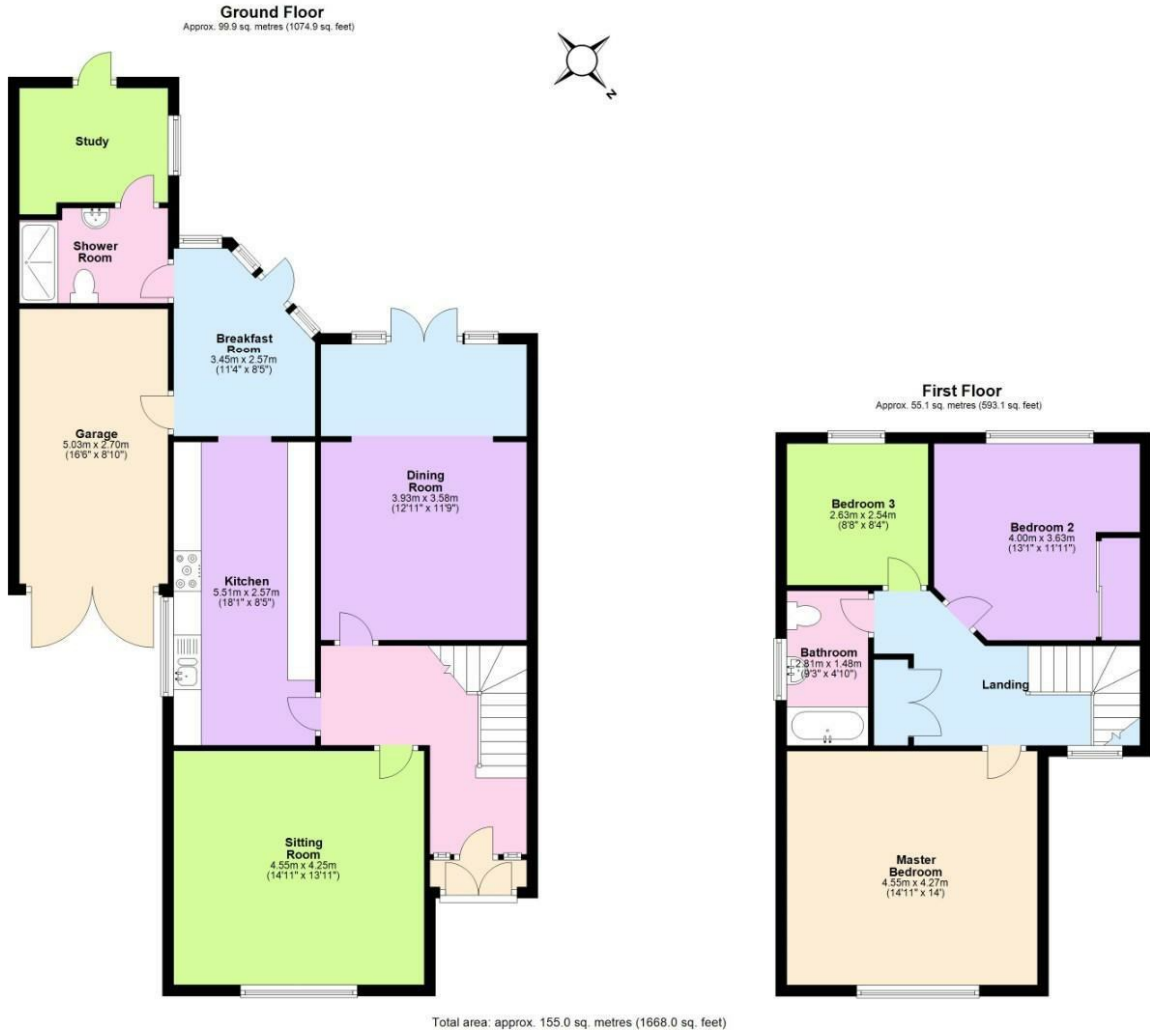 Ground Floor
Approx. 99.9 sq. metres (1074.9 sq. feet)
N
Study
Shower
Room
Breakfast
Room
3.45m x 2.57m
(11'4" x 8'5")
Garage
5.03m x 2.70m
(16'6" x 8'10")
Dining
Room
3.93m x 3.58m
(12'11" x 11'9")
Kitchen
5.51m x 2.57m
(18'1" x 8'5")
Sitting
Room
4.55m x 4.25m
(14'11" x 13'11")
First Floor
Approx. 55.1 sq. metres (593.1 sq. feet)
Bedroom 3
2.63m x 2.54m
(8'8" x 8'4")
Bedroom 2
4.00m x 3.63m
(13'1" x 11'11")
Bathroom
2.81m x 1.48m
(9'3" x 4'10")
Landing
Master
Bedroom
4.55m x 4.27m
(14'11" x 14')
Total area: approx. 155.0 sq. metres (1668.0 sq. feet)